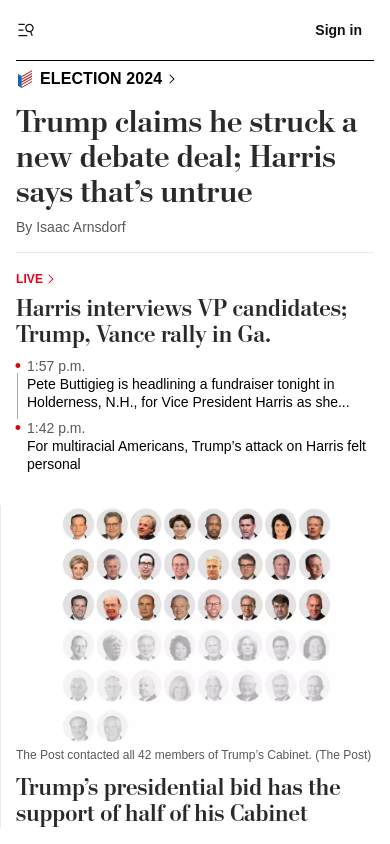 Sign in
ELECTION 2024
Trump claims he struck a
new debate deal; Harris
says that’s untrue
By Isaac Arnsdorf
LIVE
Harris interviews VP candidates;
Trump, Vance rally in Ga.
1:57 p.m.
Pete Buttigieg is headlining a fundraiser tonight in
Holderness, N.H., for Vice President Harris as she...
1:42 p.m.
For multiracial Americans, Trump’s attack on Harris felt
personal
The Post contacted all 42 members of Trump’s Cabinet. (The Post)
Trump’s presidential bid has the
support of half of his Cabinet